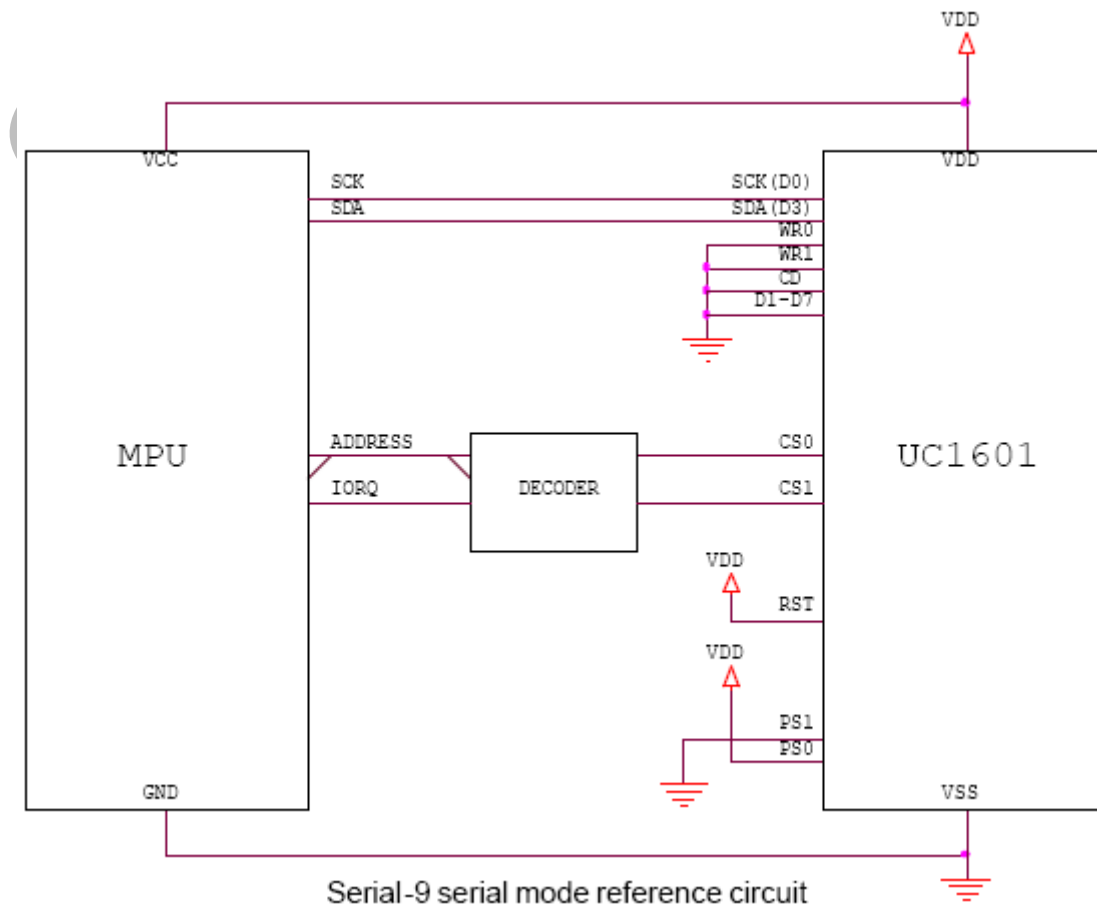 VDD
VCC
VDD
SCK
SCK(D0)
SDA
SDA(D3)
WR0
WR1
CD
D1-D7
MPU
ADDRESS
IORQ
DECODER
CS0
CS1
UC1601
VDD
RST
VDD
PS1
PS0
GND
VSS
Serial-9 serial mode reference circuit